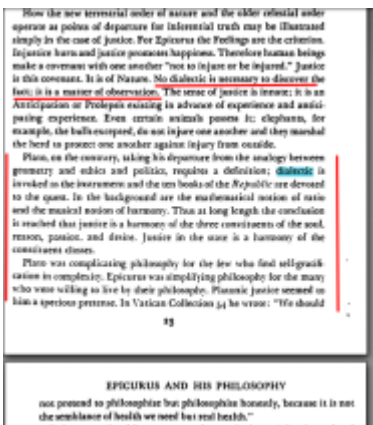 How the new terrestrial order of nature and the older celestial order
operate as points of departure for inferential truth may be illustrated
simply in the case of justice. For Epicurus the Feelings are the criterion.
Injustice hurts and justice promotes happiness. Therefore human beings
make a covenant with one another "not to injure or be injured." Justice
is this covenant. It is of Nature. No dialectic is necessary to discover the
fact; it is a matter of observation. The sense of justice is innate; it is an
Anticipation or Prolepsis existing in advance of experience and antici-
pating experience. Even certain animals possess it; elephants, for
example, the bulls excepted, do not injure one another and they marshal
the herd to protect one another against injury from outside.
Plato, on the contrary, taking his departure from the analogy between
geometry and ethics and politics, requires a definition; dialectic is
invoked as the instrument and the ten books of the Republic are devoted
to the quest. In the background are the mathematical notion of ratio
and the musical notion of harmony. Thus at long length the conclusion
is reached that justice is a harmony of the three constituents of the soul,
reason, passion, and desire. Justice in the state is a harmony of the
constituent classes.
Plato was complicating philosophy for the few who find self-gratifi-
cation in complexity. Epicurus was simplifying philosophy for the many
who were willing to live by their philosophy. Platonic justice seemed to
him a specious pretense. In Vatican Collection 54 he wrote: "We should
23
EPICURUS AND HIS PHILOSOPHY
not pretend to philosophize but philosophize honestly, because it is not
the semblance of health we need but real health."